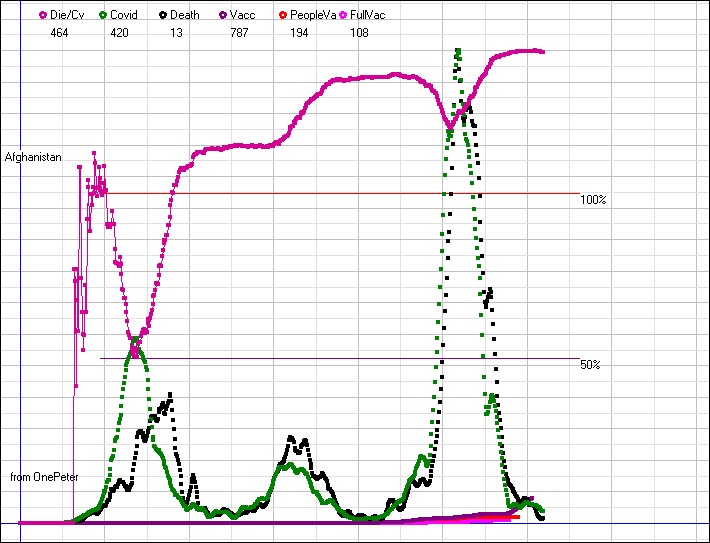 Die/Cv Covid Death Vacc PeopleVa FullVac
464 420 13 787 194 108
Afghanistan
100%
50%
from OnePeter